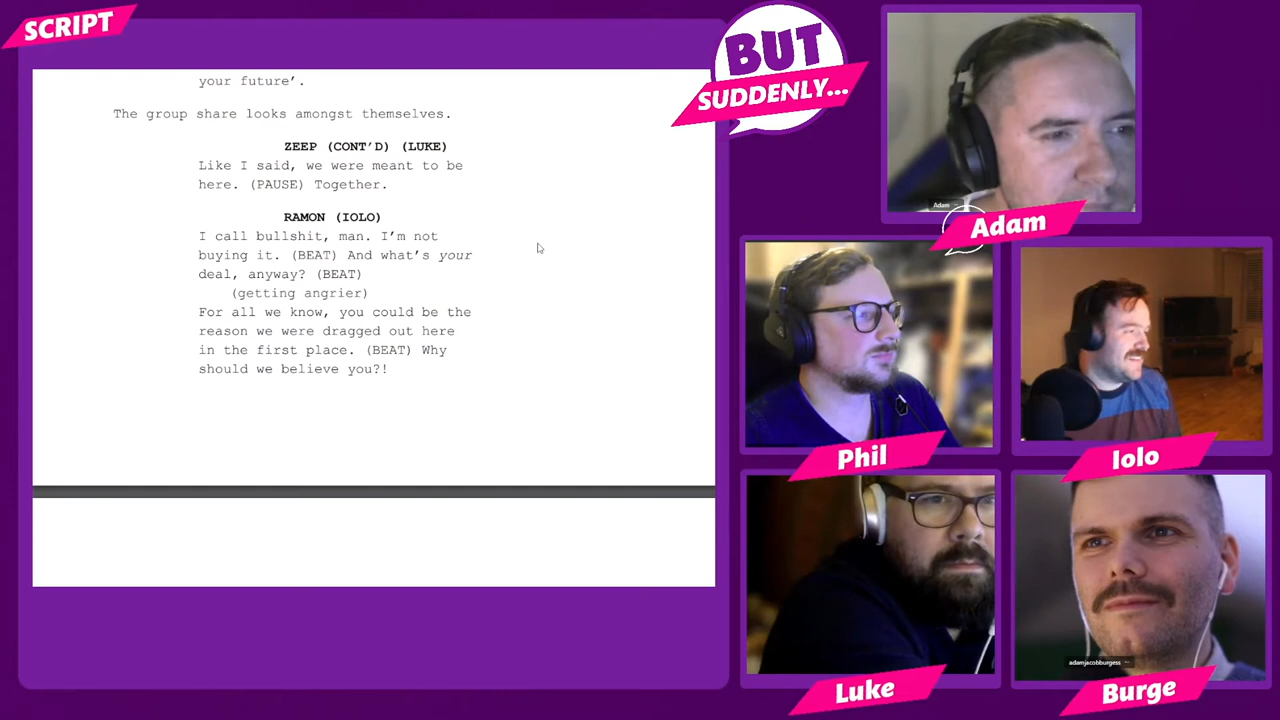 SCRIPT
your future’.
The group share looks amongst themselves.
ZEEP (CONT’D) (LUKE)
Like I said, we were meant to be
here. (PAUSE) Together.
RAMON (IOLO)
I call bullshit, man. I’m not
buying it. (BEAT) And what’s your
deal, anyway? (BEAT)
(getting angrier)
For all we know, you could be the
reason we were dragged out here
in the first place. (BEAT) Why
should we believe you?!
BUT
SUDDENLY...
Adam
Adam
Phil
Iolo
Luke
adamjacobburgess
Burge